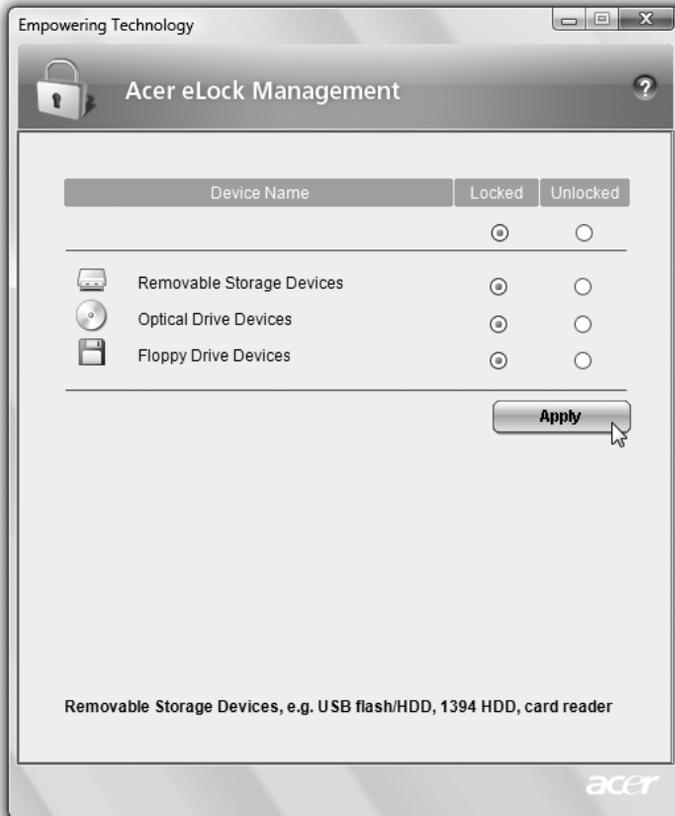 Empowering Technology
Acer eLock Management
?
Device Name Locked Unlocked
Removable Storage Devices
Optical Drive Devices
Floppy Drive Devices
Apply
Removable Storage Devices, e.g. USB flash/HDD, 1394 HDD, card reader
acer